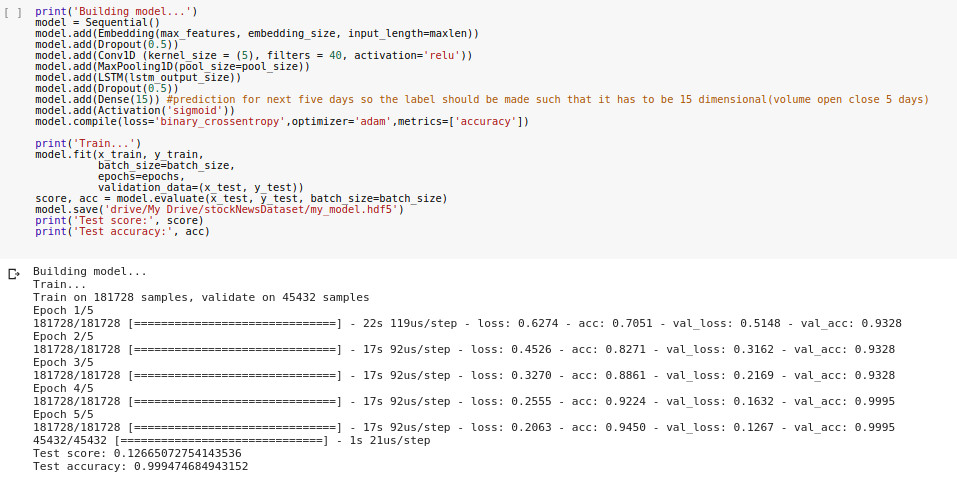 [ ] print('Building model...')
model = Sequential()
model.add(Embedding(max_features, embedding_size, input_length=maxlen))
model.add(Dropout(0.5))
model.add(Conv1D (kernel_size = (5), filters = 40, activation='relu'))
model.add(MaxPooling1D(pool_size=pool_size))
model.add(LSTM(lstm_output_size))
model.add(Dropout(0.5))
model.add(Dense(15)) #prediction for next five days so the label should be made such that it has to be 15 dimensional(volume open close 5 days)
model.add(Activation('sigmoid'))
model.compile(loss='binary_crossentropy',optimizer='adam',metrics=['accuracy'])
print('Train...')
model.fit(x_train, y_train,
batch_size=batch_size,
epochs=epochs,
validation_data=(x_test, y_test))
score, acc = model.evaluate(x_test, y_test, batch_size=batch_size)
model.save('drive/My Drive/stockNewsDataset/my_model.hdf5')
print('Test score:', score)
print('Test accuracy:', acc)
Building model...
Train...
Train on 181728 samples, validate on 45432 samples
Epoch 1/5
181728/181728 [==============================] - 22s 119us/step - loss: 0.6274 - acc: 0.7051 - val_loss: 0.5148 - val_acc: 0.9328
Epoch 2/5
181728/181728 [==============================] - 17s 92us/step - loss: 0.4526 - acc: 0.8271 - val_loss: 0.3162 - val_acc: 0.9328
Epoch 3/5
181728/181728 [==============================] - 17s 92us/step - loss: 0.3270 - acc: 0.8861 - val_loss: 0.2169 - val_acc: 0.9328
Epoch 4/5
181728/181728 [==============================] - 17s 92us/step - loss: 0.2555 - acc: 0.9224 - val_loss: 0.1632 - val_acc: 0.9995
Epoch 5/5
181728/181728 [==============================] - 17s 92us/step - loss: 0.2063 - acc: 0.9450 - val_loss: 0.1267 - val_acc: 0.9995
45432/45432 [==============================] - 1s 21us/step
Test score: 0.12665072754143536
Test accuracy: 0.999474684943152